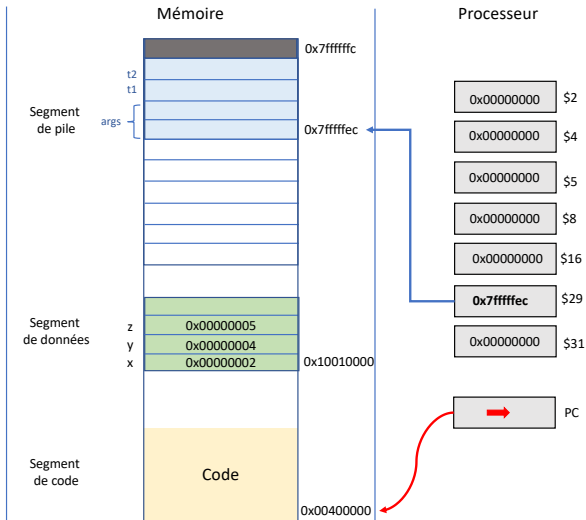 Mémoire
Processeur
0x7ffffffc
t2
t1
args
Segment
de pile
0x7fffffec
0x00000000 $2
0x00000000 $4
0x00000000 $5
0x00000000 $8
0x00000000 $16
0x7fffffec $29
0x00000000 $31
Segment
de données
z 0x00000005
y 0x00000004
x 0x00000002 0x10010000
PC
Segment
de code
Code
0x00400000